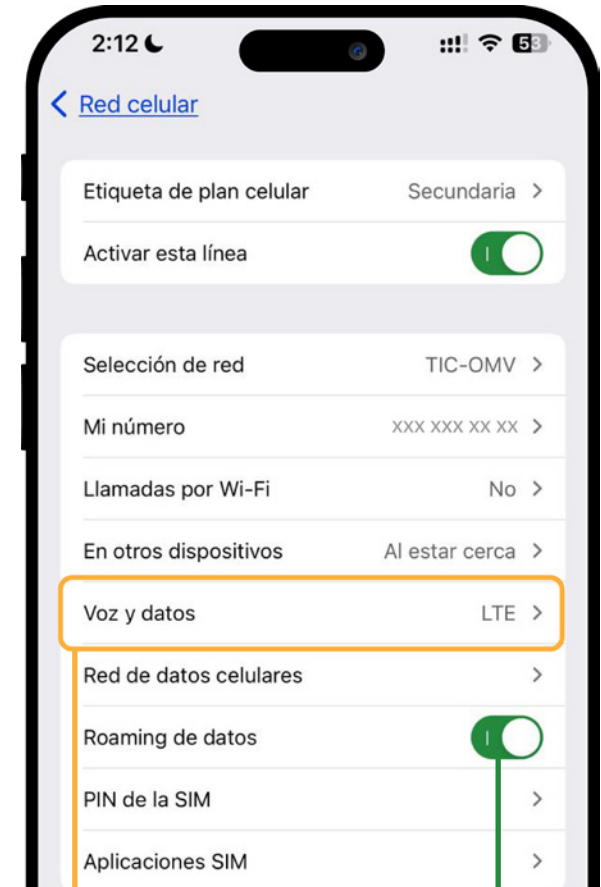 2:12 53
Red celular
Etiqueta de plan celular Secundaria
Activar esta línea
Selección de red TIC-OMV
Mi número xxx xxx xx xx
Llamadas por Wi-Fi No
En otros dispositivos Al estar cerca
Voz y datos LTE
Red de datos celulares
Roaming de datos
PIN de la SIM
Aplicaciones SIM